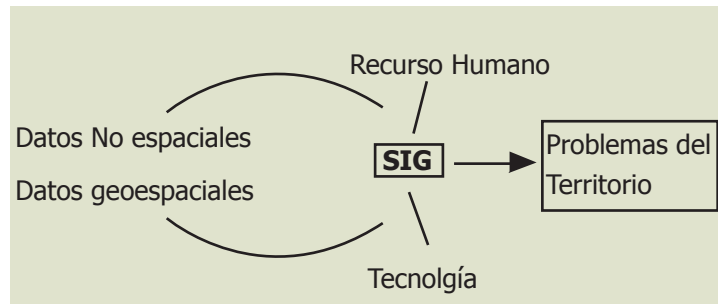 Recurso Humano
Datos No espaciales
Datos geoespaciales
SIG
Problemas del
Territorio
Tecnolgía